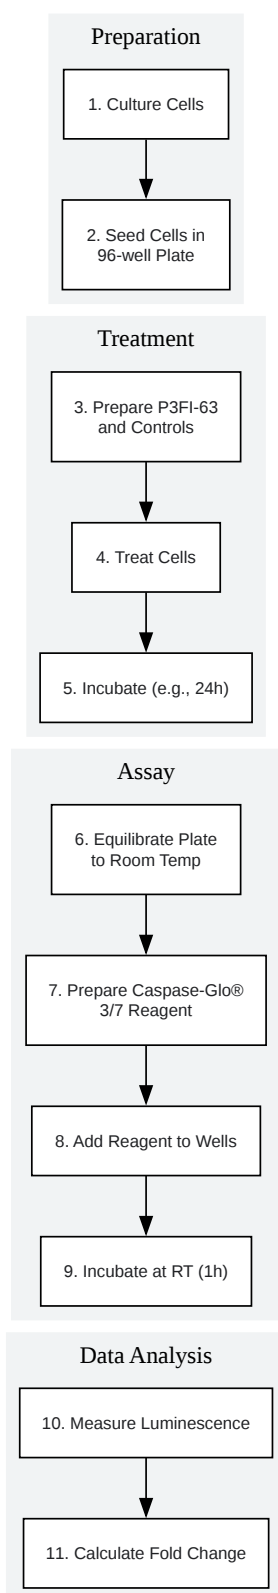 Preparation
1. Culture Cells
2. Seed Cells in
96-well Plate
Treatment
3. Prepare P3FI-63
and Controls
4. Treat Cells
5. Incubate (e.g., 24h)
Assay
6. Equilibrate Plate
to Room Temp
7. Prepare Caspase-Glo®
3/7 Reagent
8. Add Reagent to Wells
9. Incubate at RT (1h)
Data Analysis
10. Measure Luminescence
11. Calculate Fold Change